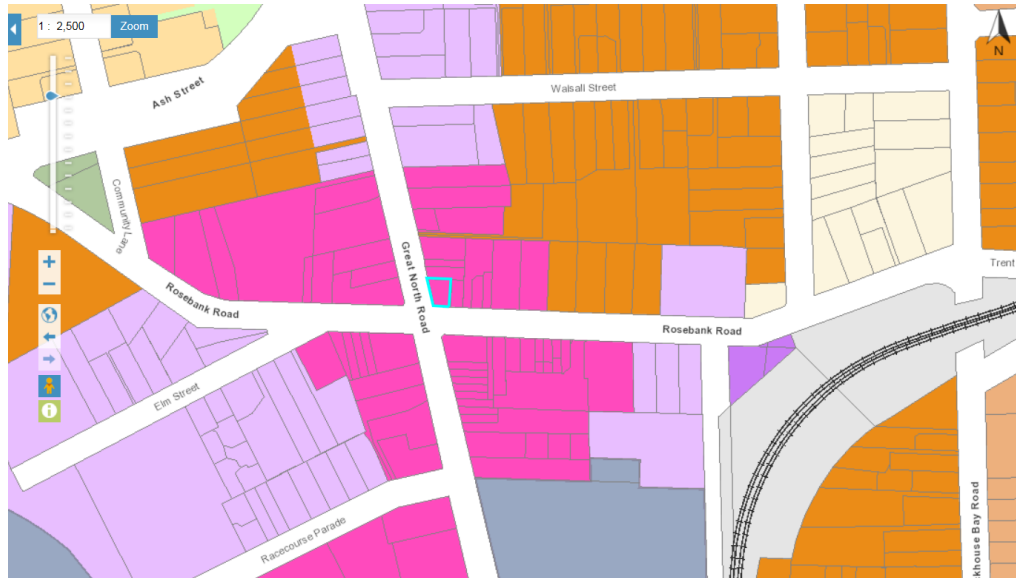 1 : 2,500 Zoom
N
Ash Street
Walsall Street
Community Lane
Great North Road
Trent
Rosebank Road
Rosebank Road
Elm Street
Racecourse Parade
khouse Bay Road